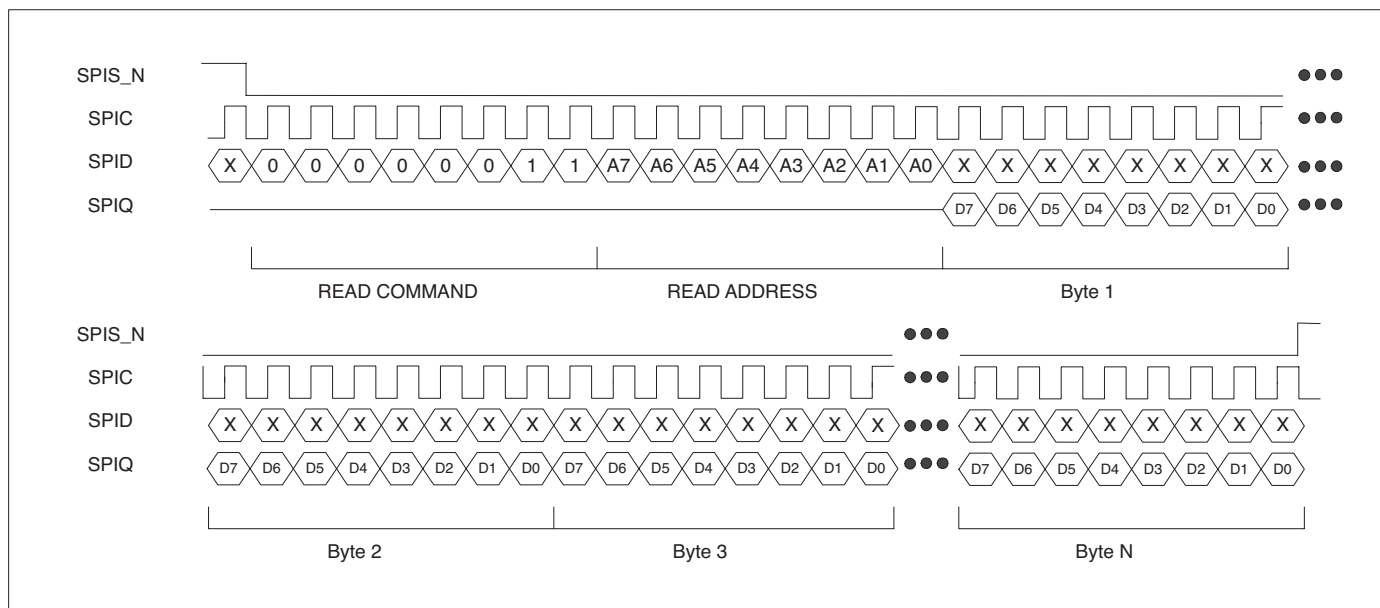 SPIS_N
SPIC
SPID X 0 0 0 0 0 0 1 1 A7 A6 A5 A4 A3 A2 A1 A0 X X X X X X X X
SPIQ D7 D6 D5 D4 D3 D2 D1 D0
READ COMMAND READ ADDRESS Byte 1
SPIS_N
SPIC
SPID X X X X X X X X X X X X X X X X X X X X X X X X
SPIQ D7 D6 D5 D4 D3 D2 D1 D0 D7 D6 D5 D4 D3 D2 D1 D0 D7 D6 D5 D4 D3 D2 D1 D0
Byte 2 Byte 3 Byte N